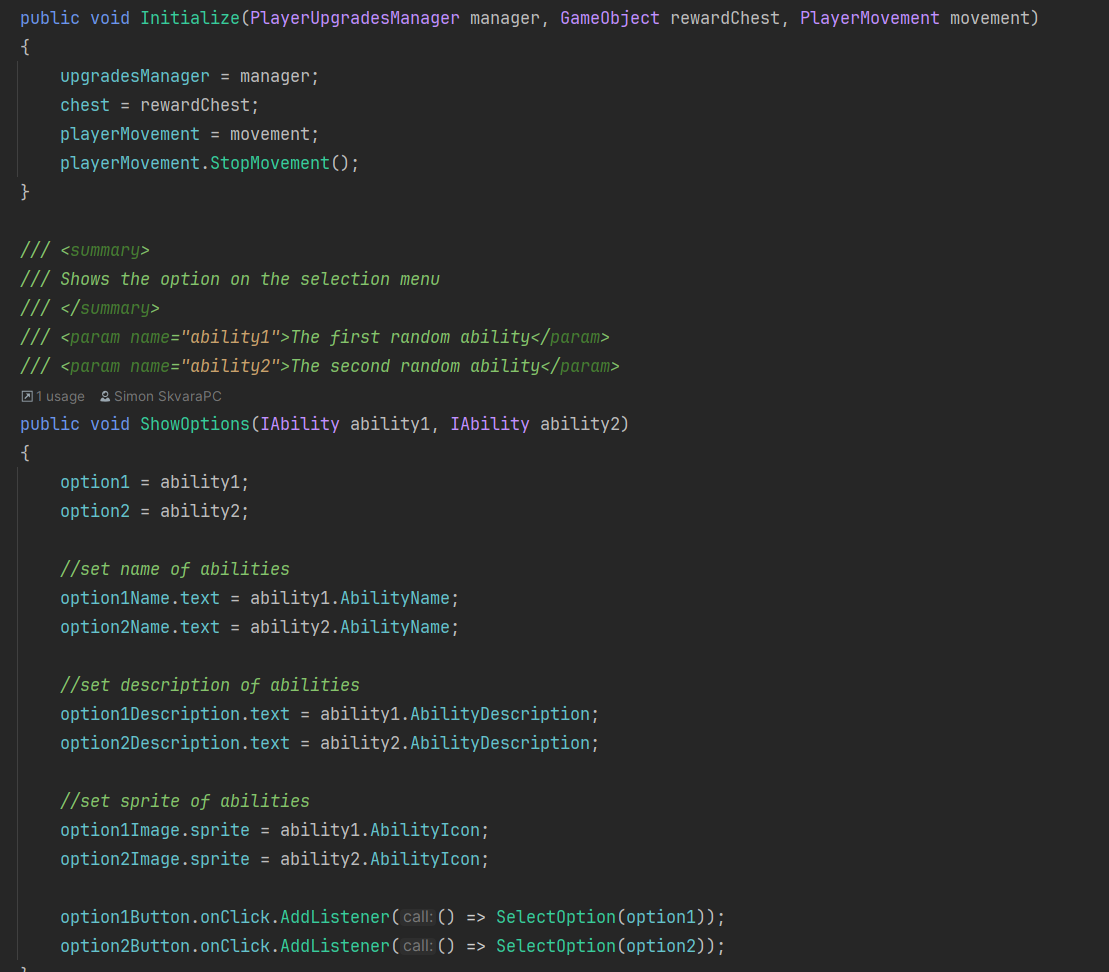 public void Initialize(PlayerUpgradesManager manager, GameObject rewardChest, PlayerMovement movement)
{
    upgradesManager = manager;
    chest = rewardChest;
    playerMovement = movement;
    playerMovement.StopMovement();
}
/// <summary>
/// Shows the option on the selection menu
/// </summary>
/// <param name="ability1">The first random ability</param>
/// <param name="ability2">The second random ability</param>
1 usage Simon SkvaraPC
public void ShowOptions(IAbility ability1, IAbility ability2)
{
    option1 = ability1;
    option2 = ability2;
    //set name of abilities
    option1Name.text = ability1.AbilityName;
    option2Name.text = ability2.AbilityName;
    //set description of abilities
    option1Description.text = ability1.AbilityDescription;
    option2Description.text = ability2.AbilityDescription;
    //set sprite of abilities
    option1Image.sprite = ability1.AbilityIcon;
    option2Image.sprite = ability2.AbilityIcon;
    option1Button.onClick.AddListener(call:() => SelectOption(option1));
    option2Button.onClick.AddListener(call:() => SelectOption(option2));
}